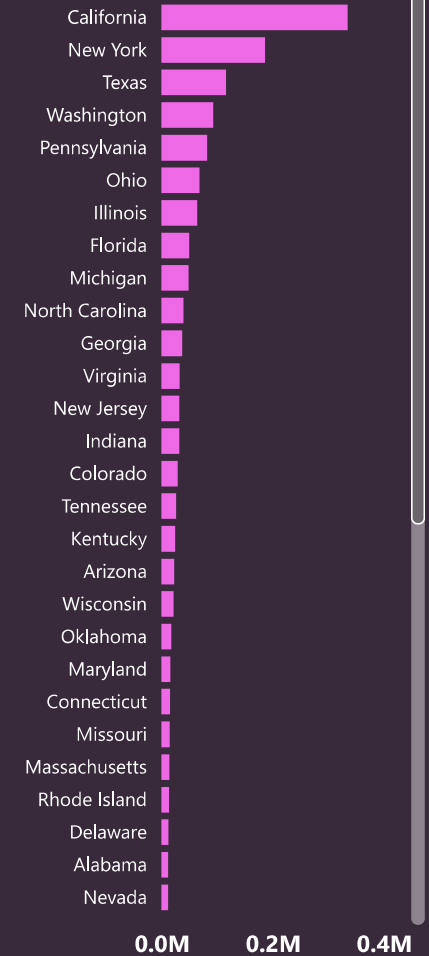 California
New York
Texas
Washington
Pennsylvania
Ohio
Illinois
Florida
Michigan
North Carolina
Georgia
Virginia
New Jersey
Indiana
Colorado
Tennessee
Kentucky
Arizona
Wisconsin
Oklahoma
Maryland
Connecticut
Missouri
Massachusetts
Rhode Island
Delaware
Alabama
Nevada
0.0M 0.2M 0.4M